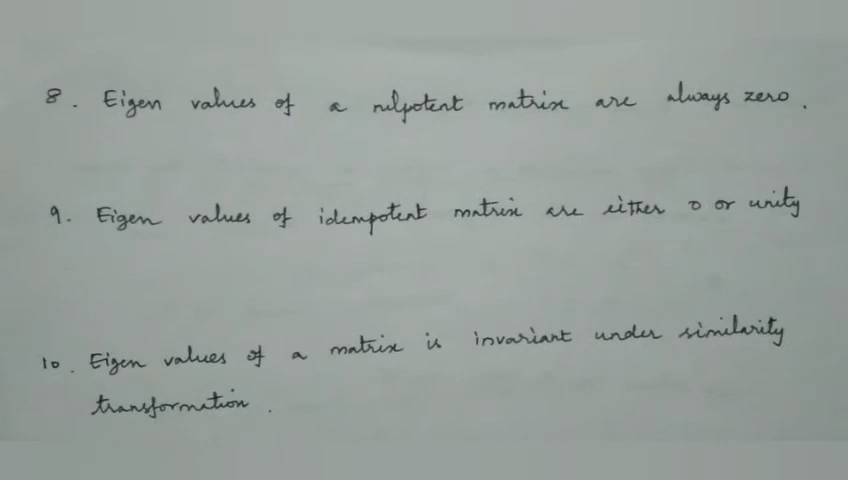 8. Eigen values of a nilpotent matrix are always zero.
9. Eigen values of idempotent matrix are either 0 or unity
10. Eigen values of a matrix is invariant under similarity
transformation.